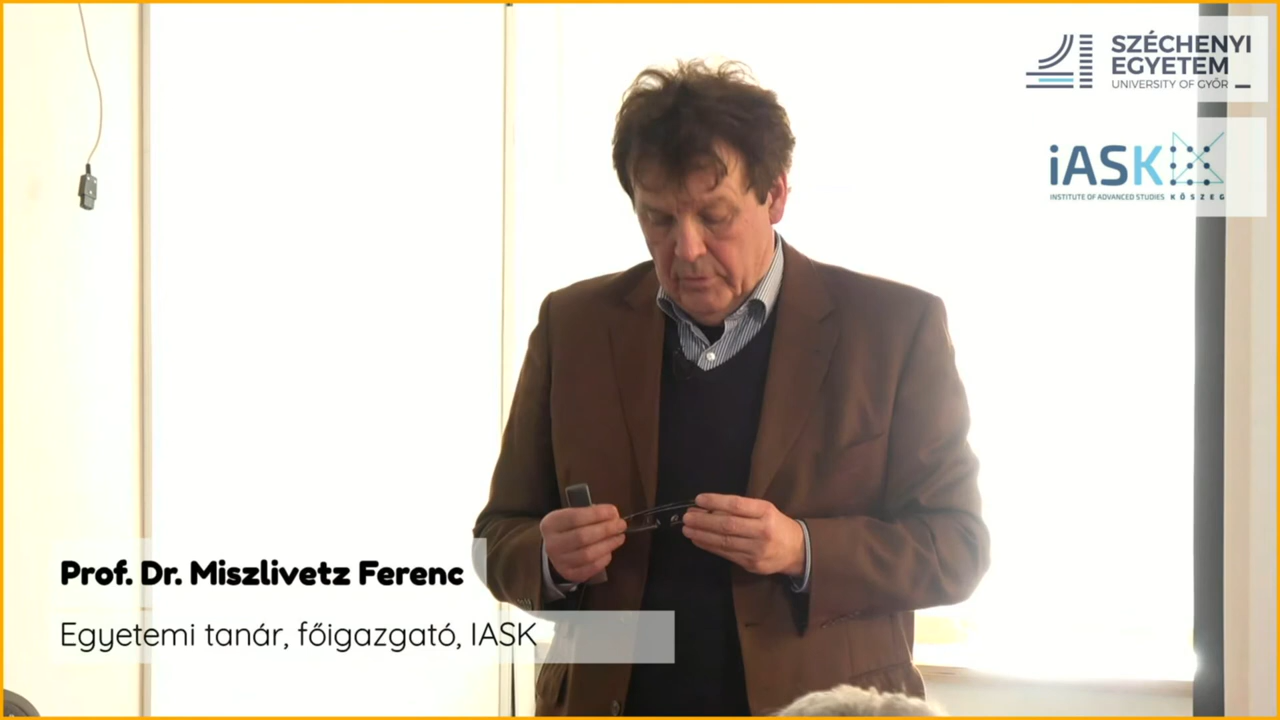 SZÉCHENYI
EGYETEM
UNIVERSITY OF GYŐR
iASK
INSTITUTE OF ADVANCED STUDIES KŐSZEG
Prof. Dr. Miszlivetz Ferenc
Egyetemi tanár, főigazgató, IASK